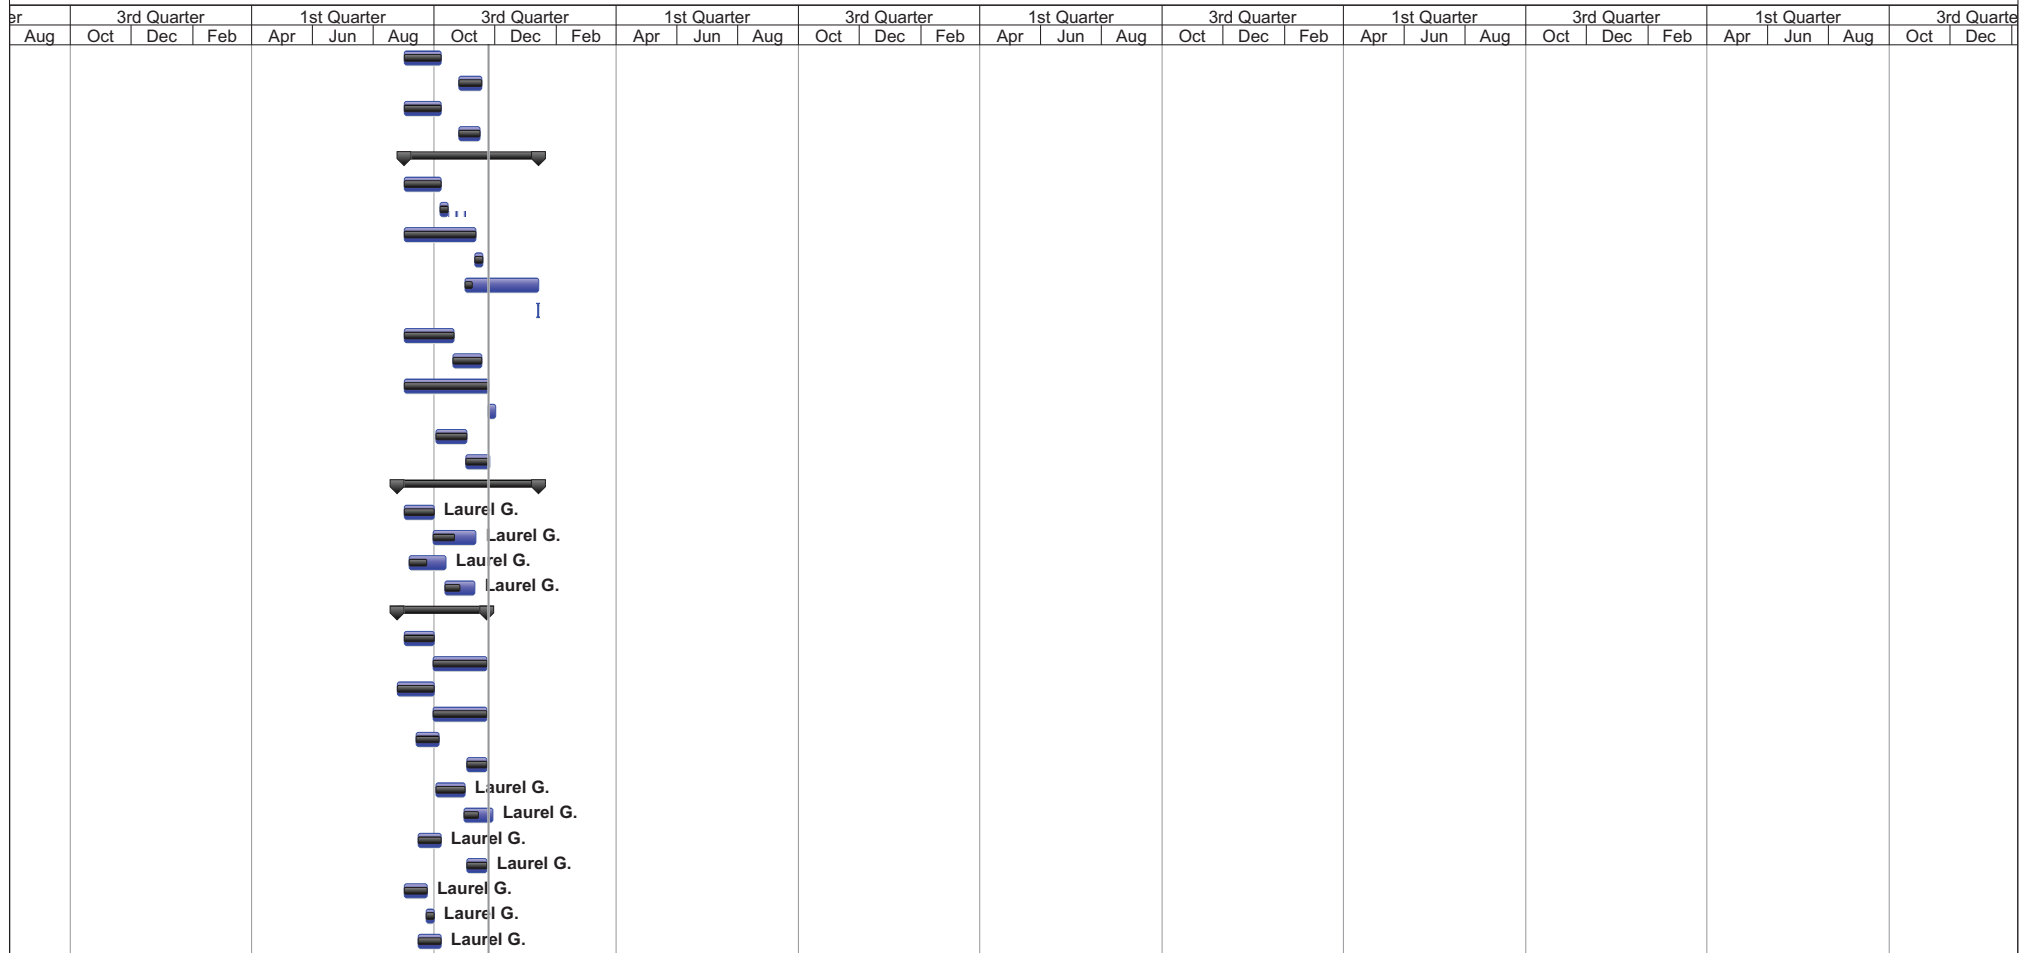 er 3rd Quarter 1st Quarter 3rd Quarter 1st Quarter 3rd Quarter 1st Quarter 3rd Quarter 1st Quarter 3rd Quarter 1st Quarter 3rd Quarte
Aug Oct Dec Feb Apr Jun Aug Oct Dec Feb Apr Jun Aug Oct Dec Feb Apr Jun Aug Oct Dec Feb Apr Jun Aug Oct Dec Feb Apr Jun Aug Oct Dec
Laurel G.
Laurel G.
Laurel G.
Laurel G.
Laurel G.
Laurel G.
Laurel G.
Laurel G.
Laurel G.
Laurel G.
Laurel G.